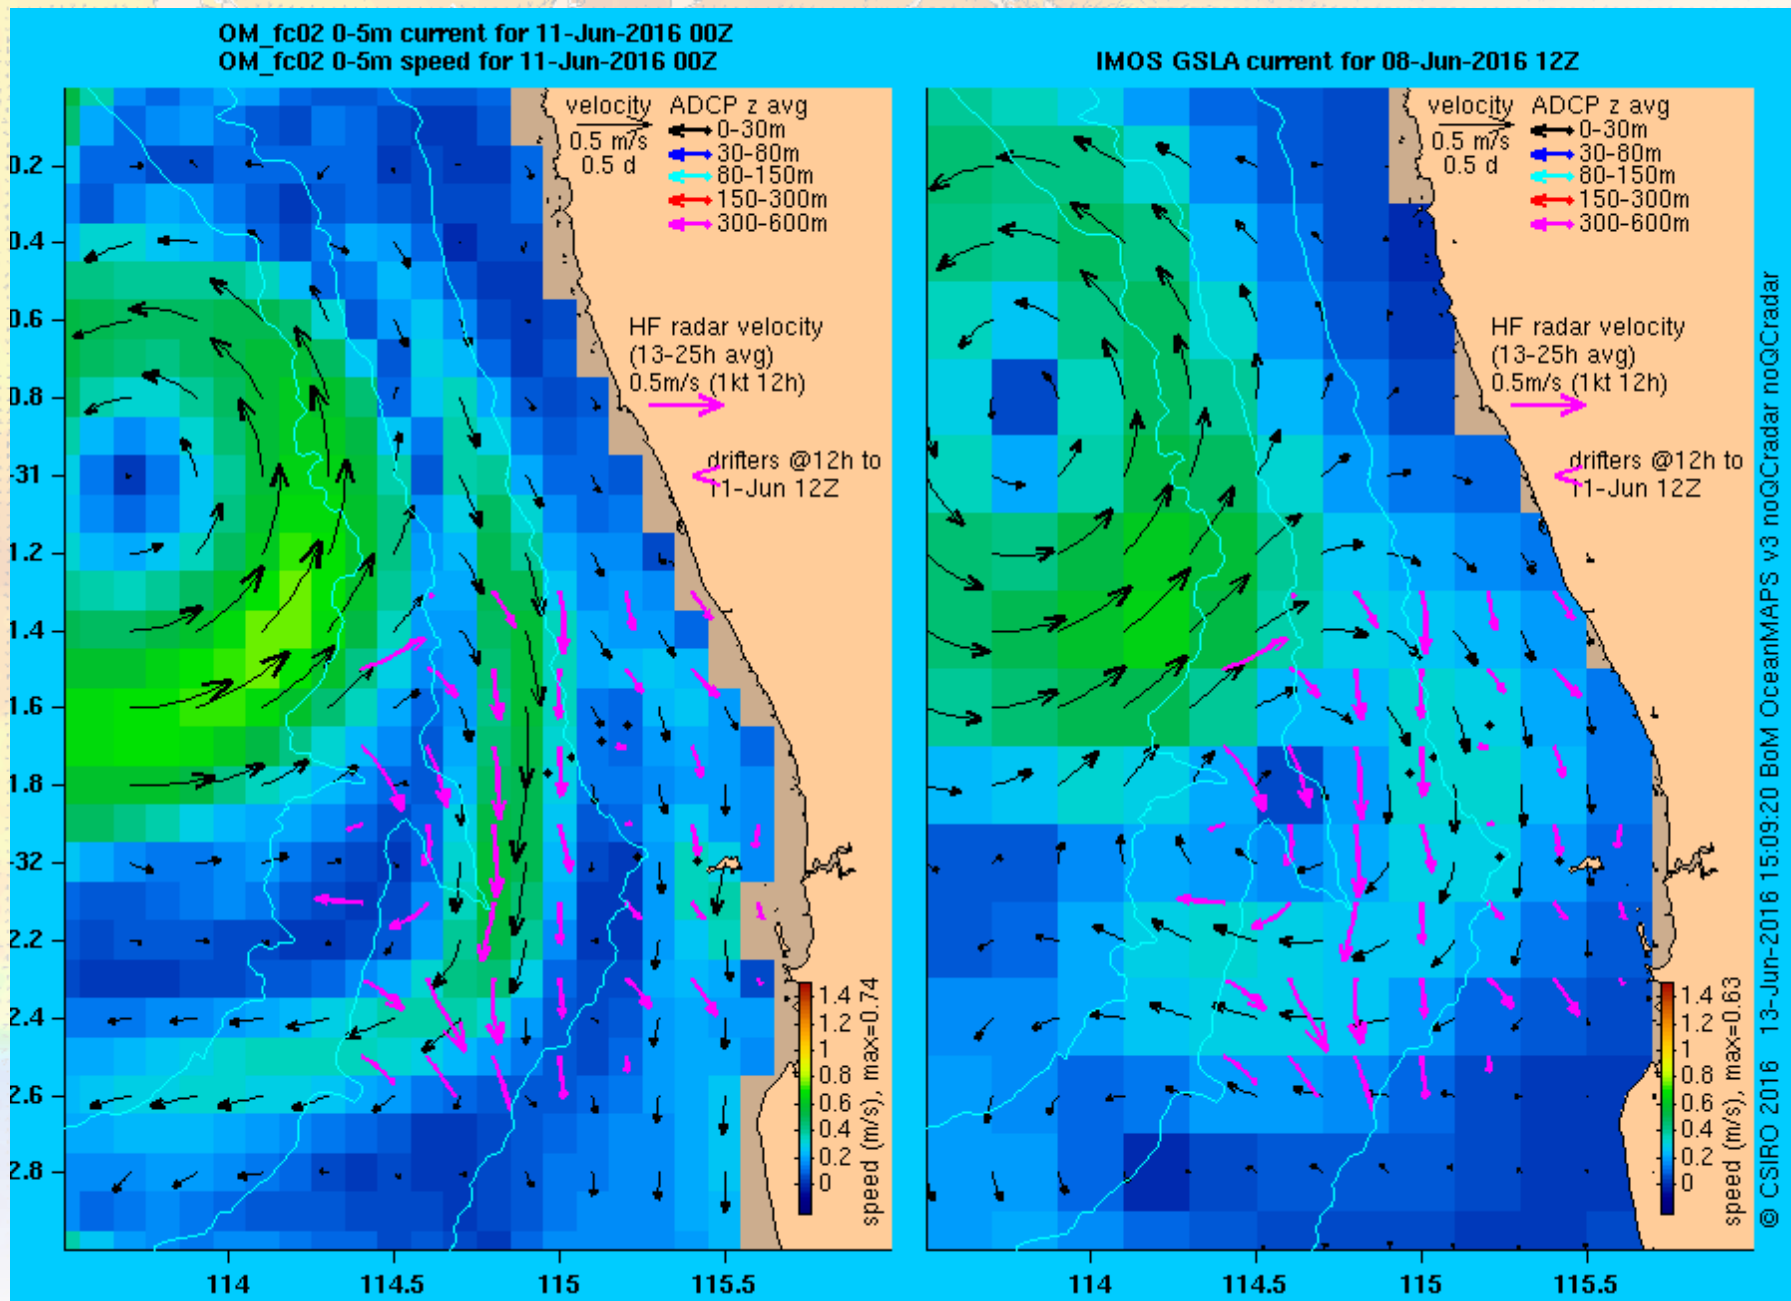 OM_fc02 0-5m current for 11-Jun-2016 00Z
OM_fc02 0-5m speed for 11-Jun-2016 00Z
velocity
0.5 m/s
0.5 d
ADCP z avg
0-30m
30-80m
80-150m
150-300m
300-600m
HF radar velocity
(13-25h avg)
0.5m/s (1kt 12h)
drifters @12h to
11-Jun 12Z
0.2
0.4
0.6
0.8
-31
1.2
1.4
1.6
1.8
-32
2.2
2.4
2.6
2.8
114
114.5
115
115.5
1.4
1.2
1
0.8
0.6
0.4
0.2
0
speed (m/s), max=0.74
IMOS GSLA current for 08-Jun-2016 12Z
velocity
0.5 m/s
0.5 d
ADCP z avg
0-30m
30-80m
80-150m
150-300m
300-600m
HF radar velocity
(13-25h avg)
0.5m/s (1kt 12h)
drifters @12h to
11-Jun 12Z
114
114.5
115
115.5
1.4
1.2
1
0.8
0.6
0.4
0.2
0
speed (m/s), max=0.63
© CSIRO 2016 13-Jun-2016 15:09:20 BoM OceanMAPS v3 noQCradar noQCradar